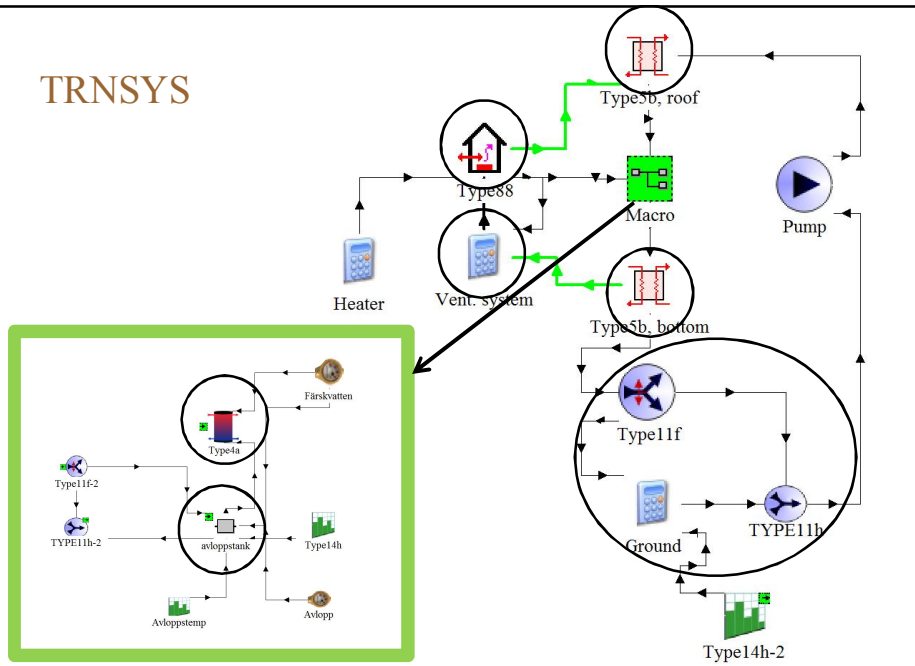 TRNSYS
Type5b, roof
Type88
Macro
Pump
Heater
Vent. system
Type5b, bottom
Färskvatten
Type4a
Type11f
Type11f-2
TYPE11h-2
avloppstank
Type14h
Ground
TYPE11h
Avloppstemp
Avlopp
Type14h-2